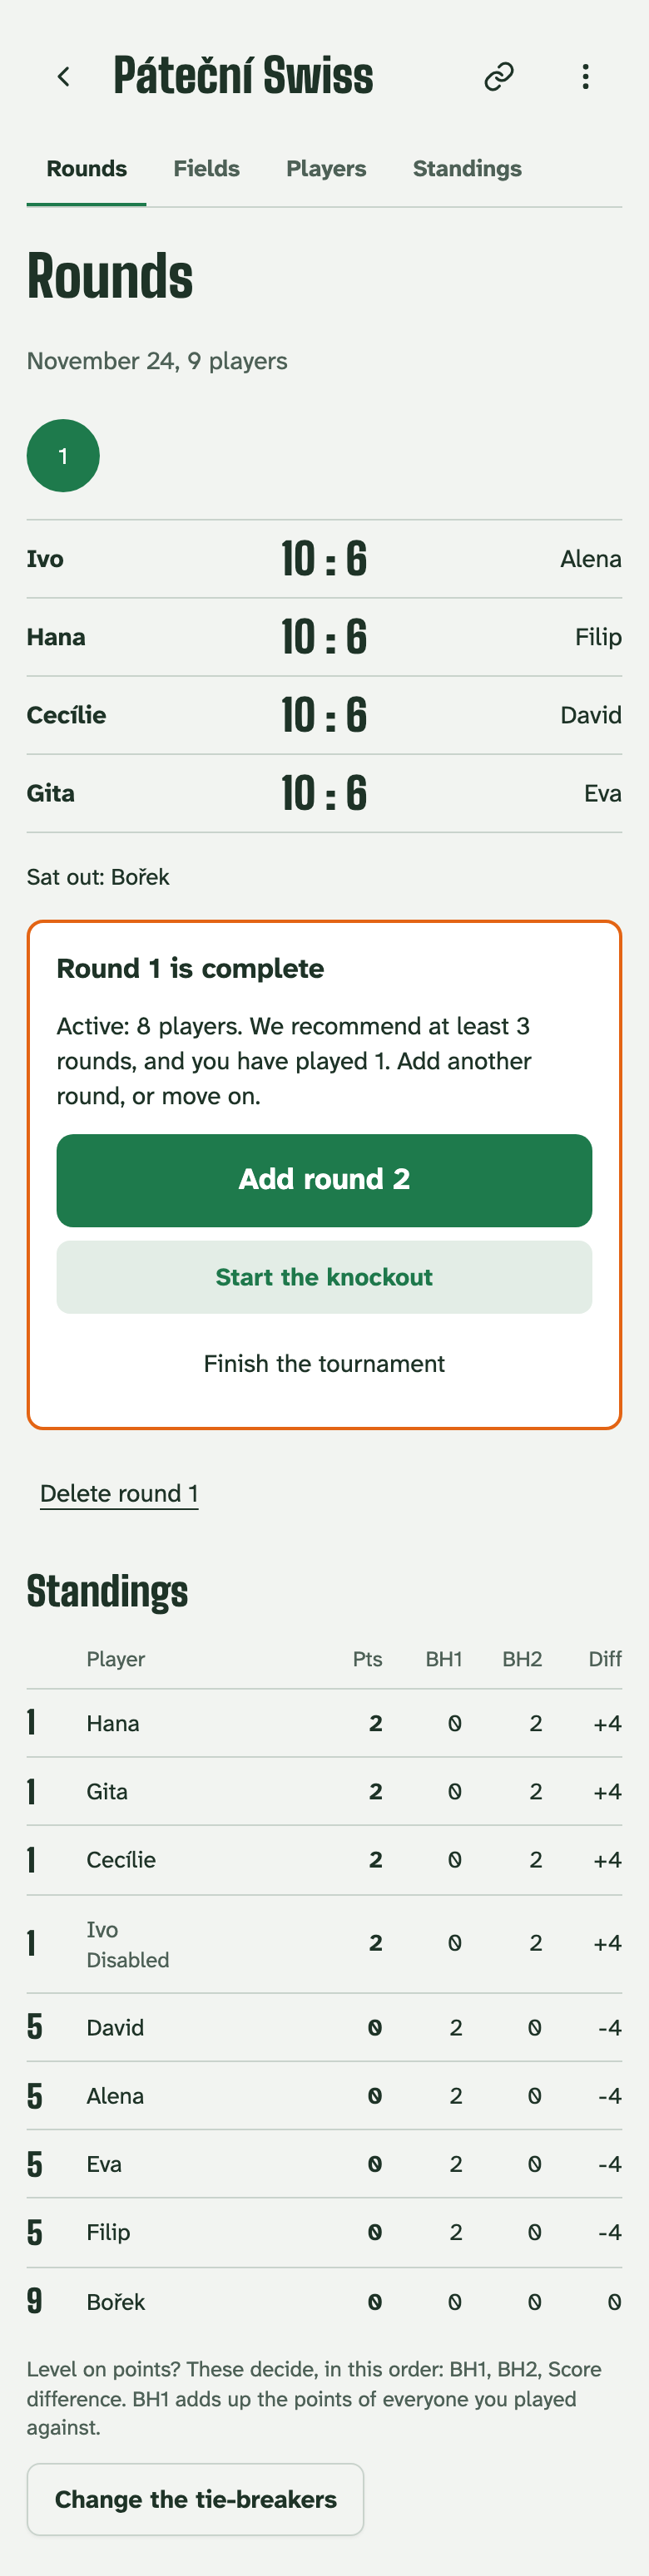 Páteční Swiss
Rounds Fields Players Standings
Rounds
November 24, 9 players
1
Ivo 10 : 6 Alena
Hana 10 : 6 Filip
Cecílie 10 : 6 David
Gita 10 : 6 Eva
Sat out: Bořek
Round 1 is complete
Active: 8 players. We recommend at least 3
rounds, and you have played 1. Add another
round, or move on.
Add round 2
Start the knockout
Finish the tournament
Delete round 1
Standings
Player Pts BH1 BH2 Diff
1 Hana 2 0 2 +4
1 Gita 2 0 2 +4
1 Cecílie 2 0 2 +4
1 Ivo 2 0 2 +4
Disabled
5 David 0 2 0 -4
5 Alena 0 2 0 -4
5 Eva 0 2 0 -4
5 Filip 0 2 0 -4
9 Bořek 0 0 0 0
Level on points? These decide, in this order: BH1, BH2, Score
difference. BH1 adds up the points of everyone you played
against.
Change the tie-breakers